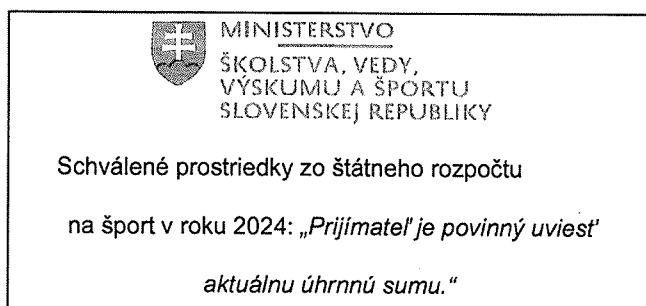 MINISTERSTVO
ŠKOLSTVA, VEDY,
VÝSKUMU A ŠPORTU
SLOVENSKEJ REPUBLIKY
Schválené prostriedky zo štátneho rozpočtu
na šport v roku 2024: „Prijímateľ je povinný uviesť
aktuálnu úhrnnú sumu.“